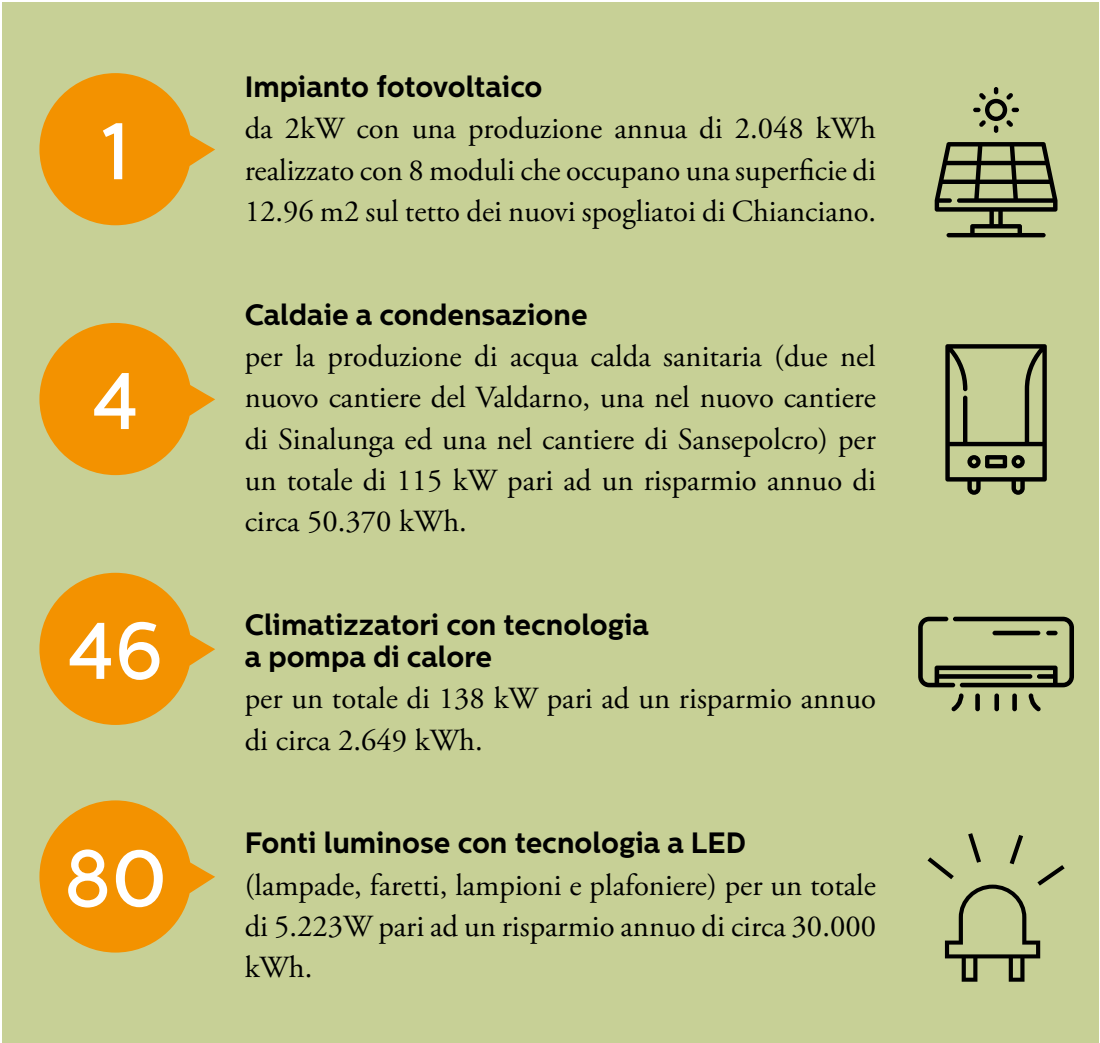 1
Impianto fotovoltaico
da 2kW con una produzione annua di 2.048 kWh
realizzato con 8 moduli che occupano una superficie di
12.96 m2 sul tetto dei nuovi spogliatoi di Chianciano.
4
Caldaie a condensazione
per la produzione di acqua calda sanitaria (due nel
nuovo cantiere del Valdarno, una nel nuovo cantiere
di Sinalunga ed una nel cantiere di Sansepolcro) per
un totale di 115 kW pari ad un risparmio annuo di
circa 50.370 kWh.
46
Climatizzatori con tecnologia
a pompa di calore
per un totale di 138 kW pari ad un risparmio annuo
di circa 2.649 kWh.
80
Fonti luminose con tecnologia a LED
(lampade, faretti, lampioni e plafoniere) per un totale
di 5.223W pari ad un risparmio annuo di circa 30.000
kWh.